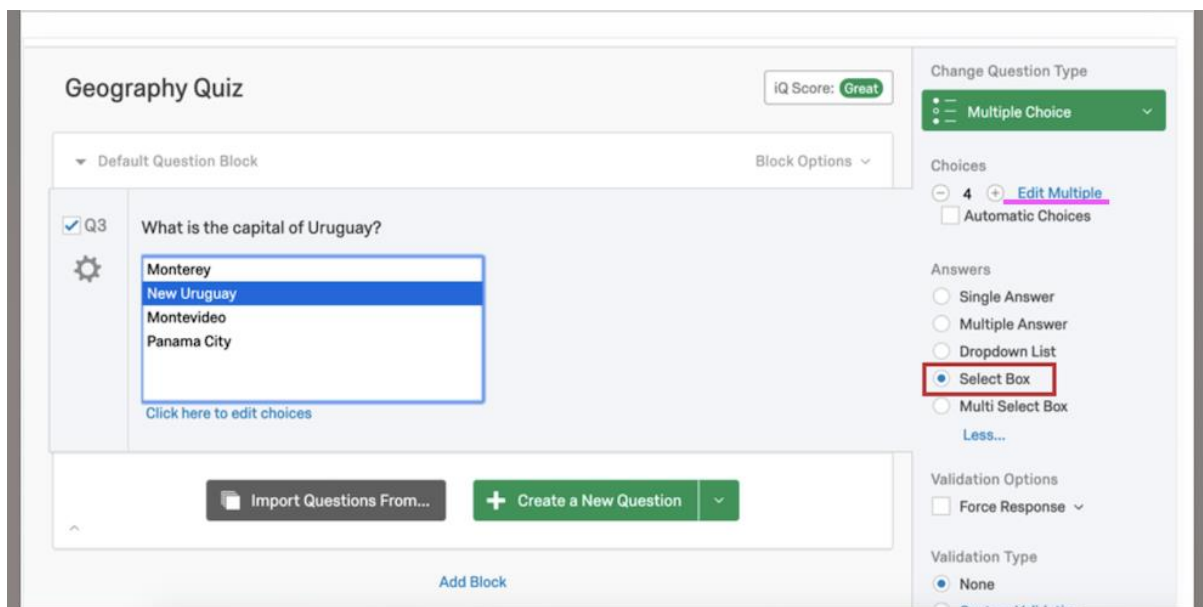 Geography Quiz
iQ Score: Great
Default Question Block
Block Options
Q3
What is the capital of Uruguay?
Monterey
New Uruguay
Montevideo
Panama City
Click here to edit choices
Import Questions From...
Create a New Question
Add Block
Change Question Type
Multiple Choice
Choices
4 Edit Multiple
Automatic Choices
Answers
Single Answer
Multiple Answer
Dropdown List
Select Box
Multi Select Box
Less...
Validation Options
Force Response
Validation Type
None